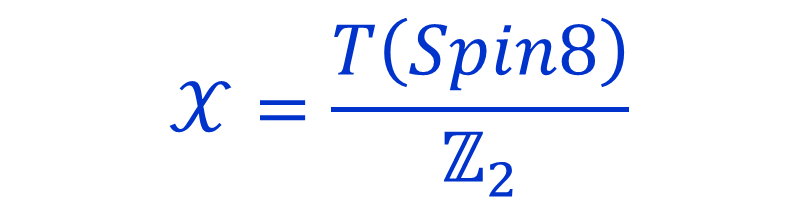 𝒳 = T(Spin8) / ℤ₂